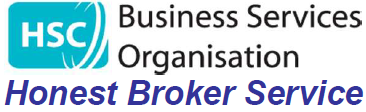 HSC Business Services
Organisation
Honest Broker Service